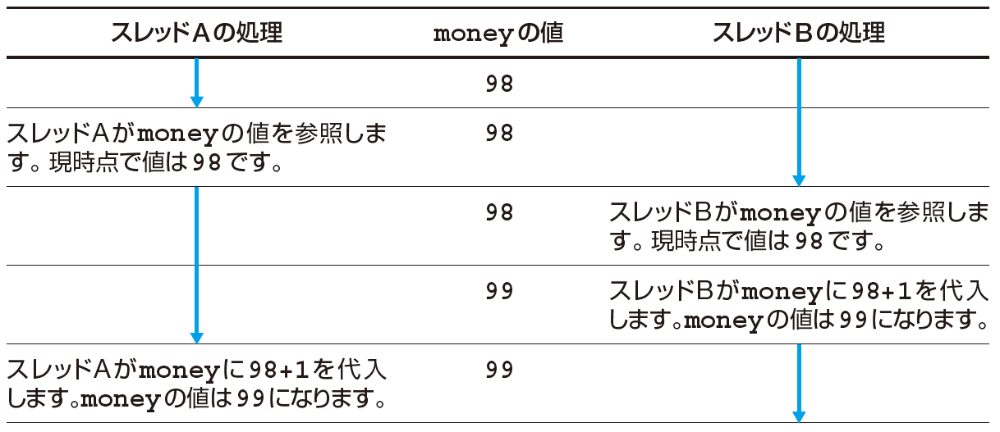 スレッドAの処理 moneyの値 スレッドBの処理
98
スレッドAがmoneyの値を参照しま 98
す。現時点で値は98です。
98 スレッドBがmoneyの値を参照しま
す。現時点で値は98です。
99 スレッドBがmoneyに98+1を代入
します。moneyの値は99になります。
スレッドAがmoneyに98+1を代入 99
します。moneyの値は99になります。